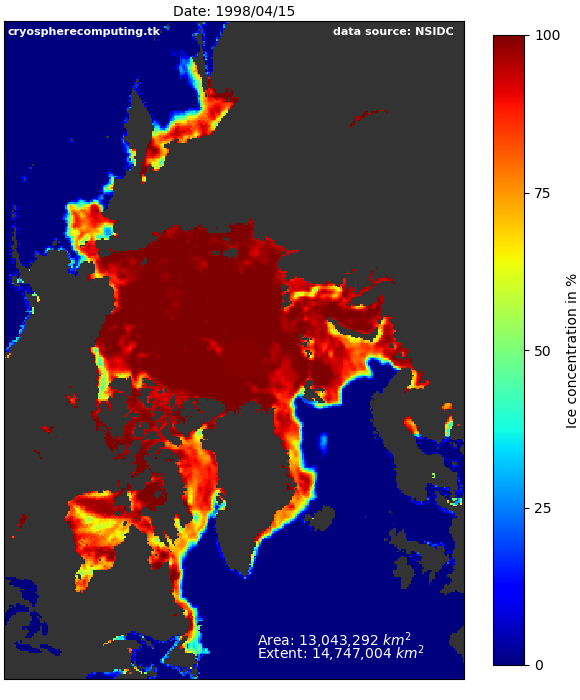 Date: 1998/04/15
cryospherecomputing.tk
data source: NSIDC
100
75
50
25
0
Ice concentration in %
Area: 13,043,292 km²
Extent: 14,747,004 km²